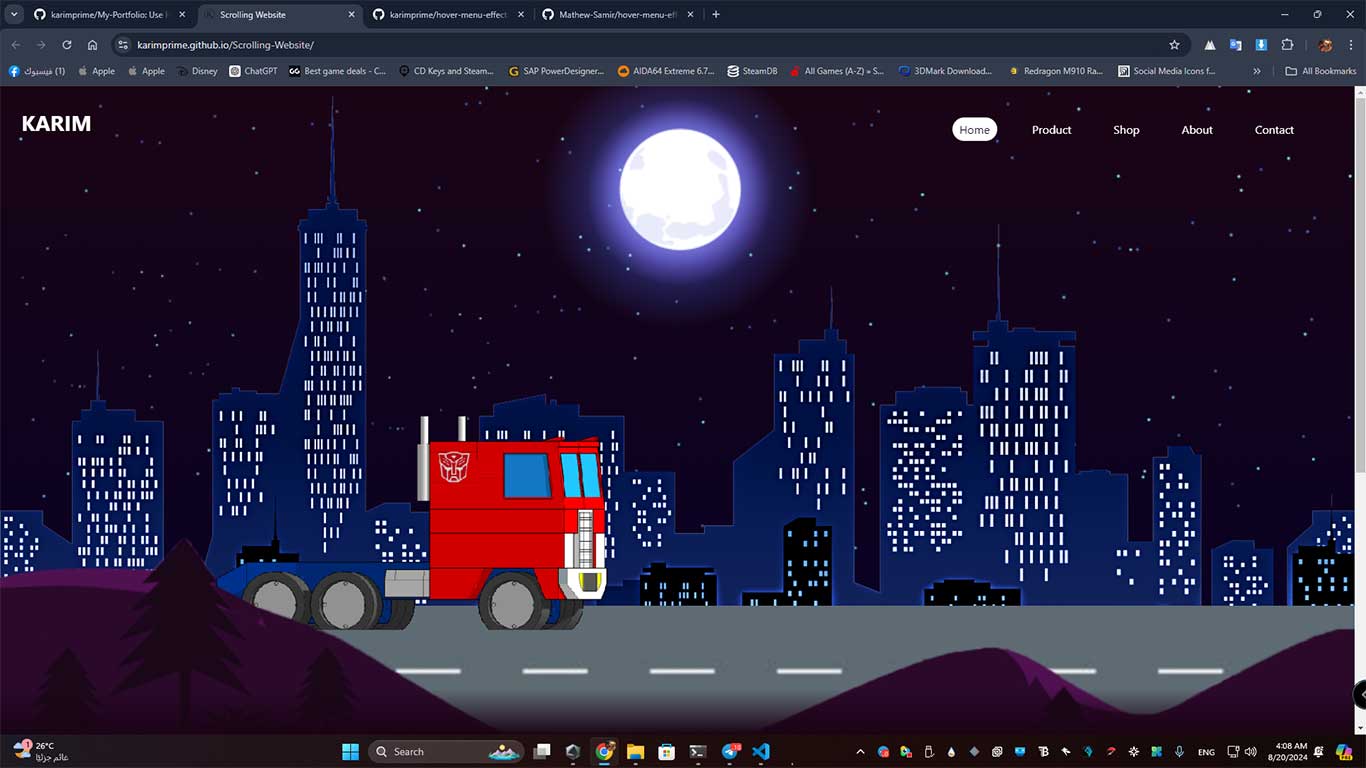 karimprime/My-Portfolio: Use H
Scrolling Website
karimprime/hover-menu-effect
Mathew-Samir/hover-menu-eff
karimprime.github.io/Scrolling-Website/
فيسبوك (1)
Apple
Apple
Disney
ChatGPT
Best game deals - C...
CD Keys and Steam...
SAP PowerDesigner...
AIDA64 Extreme 6.7...
SteamDB
All Games (A-Z) » S...
3DMark Download...
Redragon M910 Ra...
Social Media Icons f...
All Bookmarks
KARIM
Home
Product
Shop
About
Contact
26°C
غائم جزئيًا
Search
ENG
4:08 AM
8/20/2024